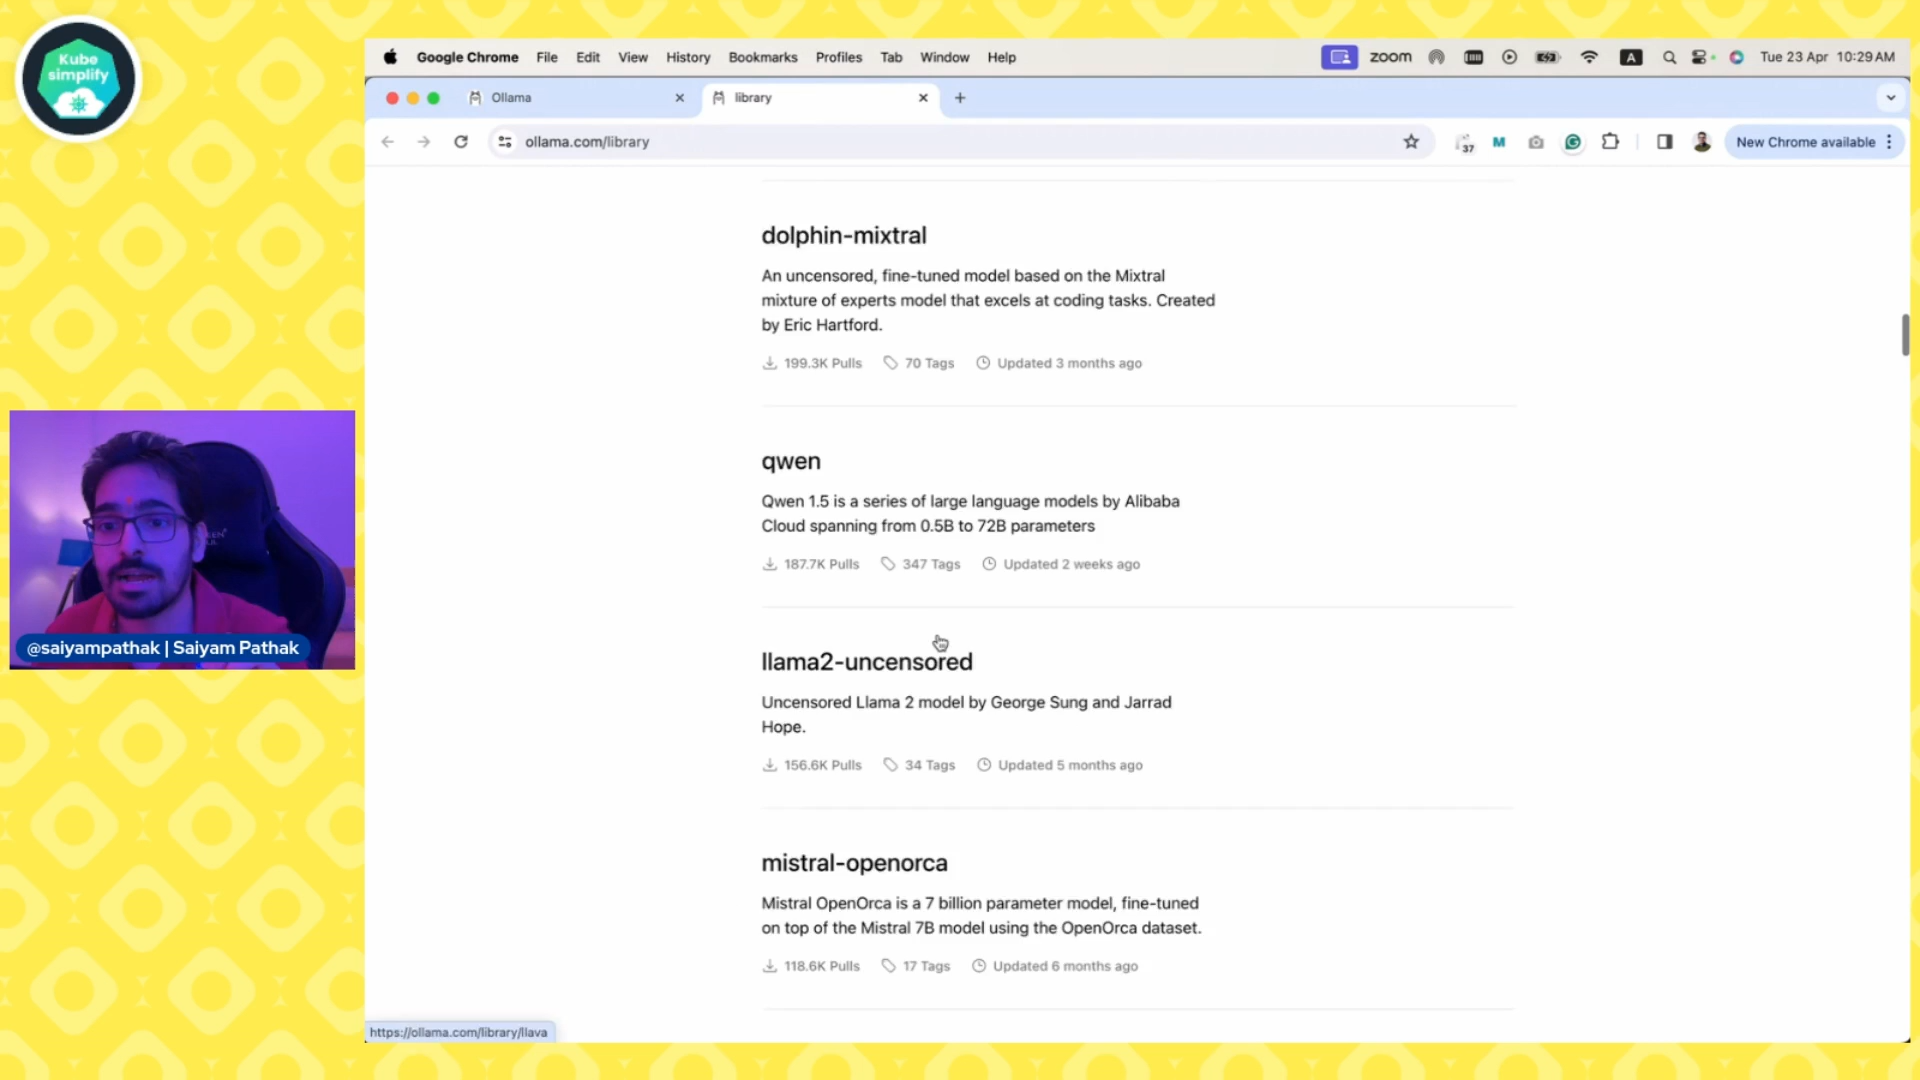 Kube
simplify
Google Chrome File Edit View History Bookmarks Profiles Tab Window Help
zoom
A
Tue 23 Apr 10:29 AM
Ollama
library
ollama.com/library
37
M
New Chrome available
dolphin-mixtral
An uncensored, fine-tuned model based on the Mixtral
mixture of experts model that excels at coding tasks. Created
by Eric Hartford.
199.3K Pulls 70 Tags Updated 3 months ago
qwen
Qwen 1.5 is a series of large language models by Alibaba
Cloud spanning from 0.5B to 72B parameters
187.7K Pulls 347 Tags Updated 2 weeks ago
llama2-uncensored
Uncensored Llama 2 model by George Sung and Jarrad
Hope.
156.6K Pulls 34 Tags Updated 5 months ago
mistral-openorca
Mistral OpenOrca is a 7 billion parameter model, fine-tuned
on top of the Mistral 7B model using the OpenOrca dataset.
118.6K Pulls 17 Tags Updated 6 months ago
https://ollama.com/library/llava
@saiyampathak | Saiyam Pathak